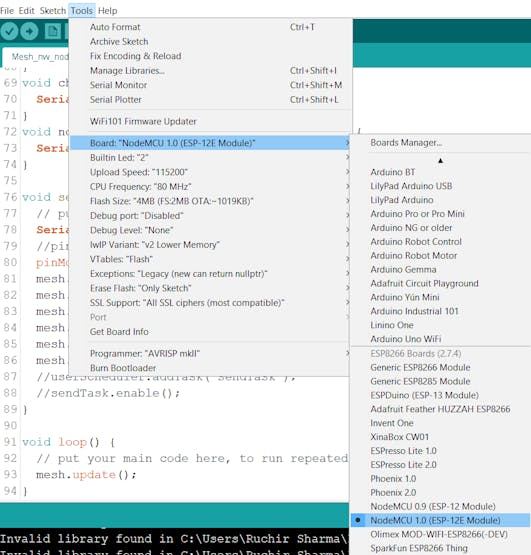 File Edit Sketch Tools Help
Mesh_nw_nod
Auto Format Ctrl+T
Archive Sketch
Fix Encoding & Reload
Manage Libraries... Ctrl+Shift+I
Serial Monitor Ctrl+Shift+M
Serial Plotter Ctrl+Shift+L
WiFi101 Firmware Updater
Board: "NodeMCU 1.0 (ESP-12E Module)"
Builtin Led: "2"
Upload Speed: "115200"
CPU Frequency: "80 MHz"
Flash Size: "4MB (FS:2MB OTA:~1019KB)"
Debug port: "Disabled"
Debug Level: "None"
lwIP Variant: "v2 Lower Memory"
VTables: "Flash"
Exceptions: "Legacy (new can return nullptr)"
Erase Flash: "Only Sketch"
SSL Support: "All SSL ciphers (most compatible)"
Port
Get Board Info
Programmer: "AVRISP mkII"
Burn Bootloader
Boards Manager...
Arduino BT
LilyPad Arduino USB
LilyPad Arduino
Arduino Pro or Pro Mini
Arduino NG or older
Arduino Robot Control
Arduino Robot Motor
Arduino Gemma
Adafruit Circuit Playground
Arduino Yún Mini
Arduino Industrial 101
Linino One
Arduino Uno WiFi
ESP8266 Boards (2.7.4)
Generic ESP8266 Module
Generic ESP8285 Module
ESPDuino (ESP-13 Module)
Adafruit Feather HUZZAH ESP8266
Invent One
XinaBox CW01
ESPresso Lite 1.0
ESPresso Lite 2.0
Phoenix 1.0
Phoenix 2.0
NodeMCU 0.9 (ESP-12 Module)
NodeMCU 1.0 (ESP-12E Module)
Olimex MOD-WIFI-ESP8266(-DEV)
SparkFun ESP8266 Thing
69 void ch
70 Seria
71 }
72 void no {
73 Seria
74 }
75
76 void se
77 // pu
78 Seria
79 //pin
80 pinMo
81 mesh.
82 mesh.
83 mesh.
84 mesh.
85 mesh.
86 mesh.
87 //userScheduler.addTask( sendTask );
88 //sendTask.enable();
89 }
90
91 void loop() {
92 // put your main code here, to run repeated
93 mesh.update();
94 }
Invalid library found in C:\Users\Ruchir Sharma\
Invalid library found in C:\Users\Ruchir Sharma\